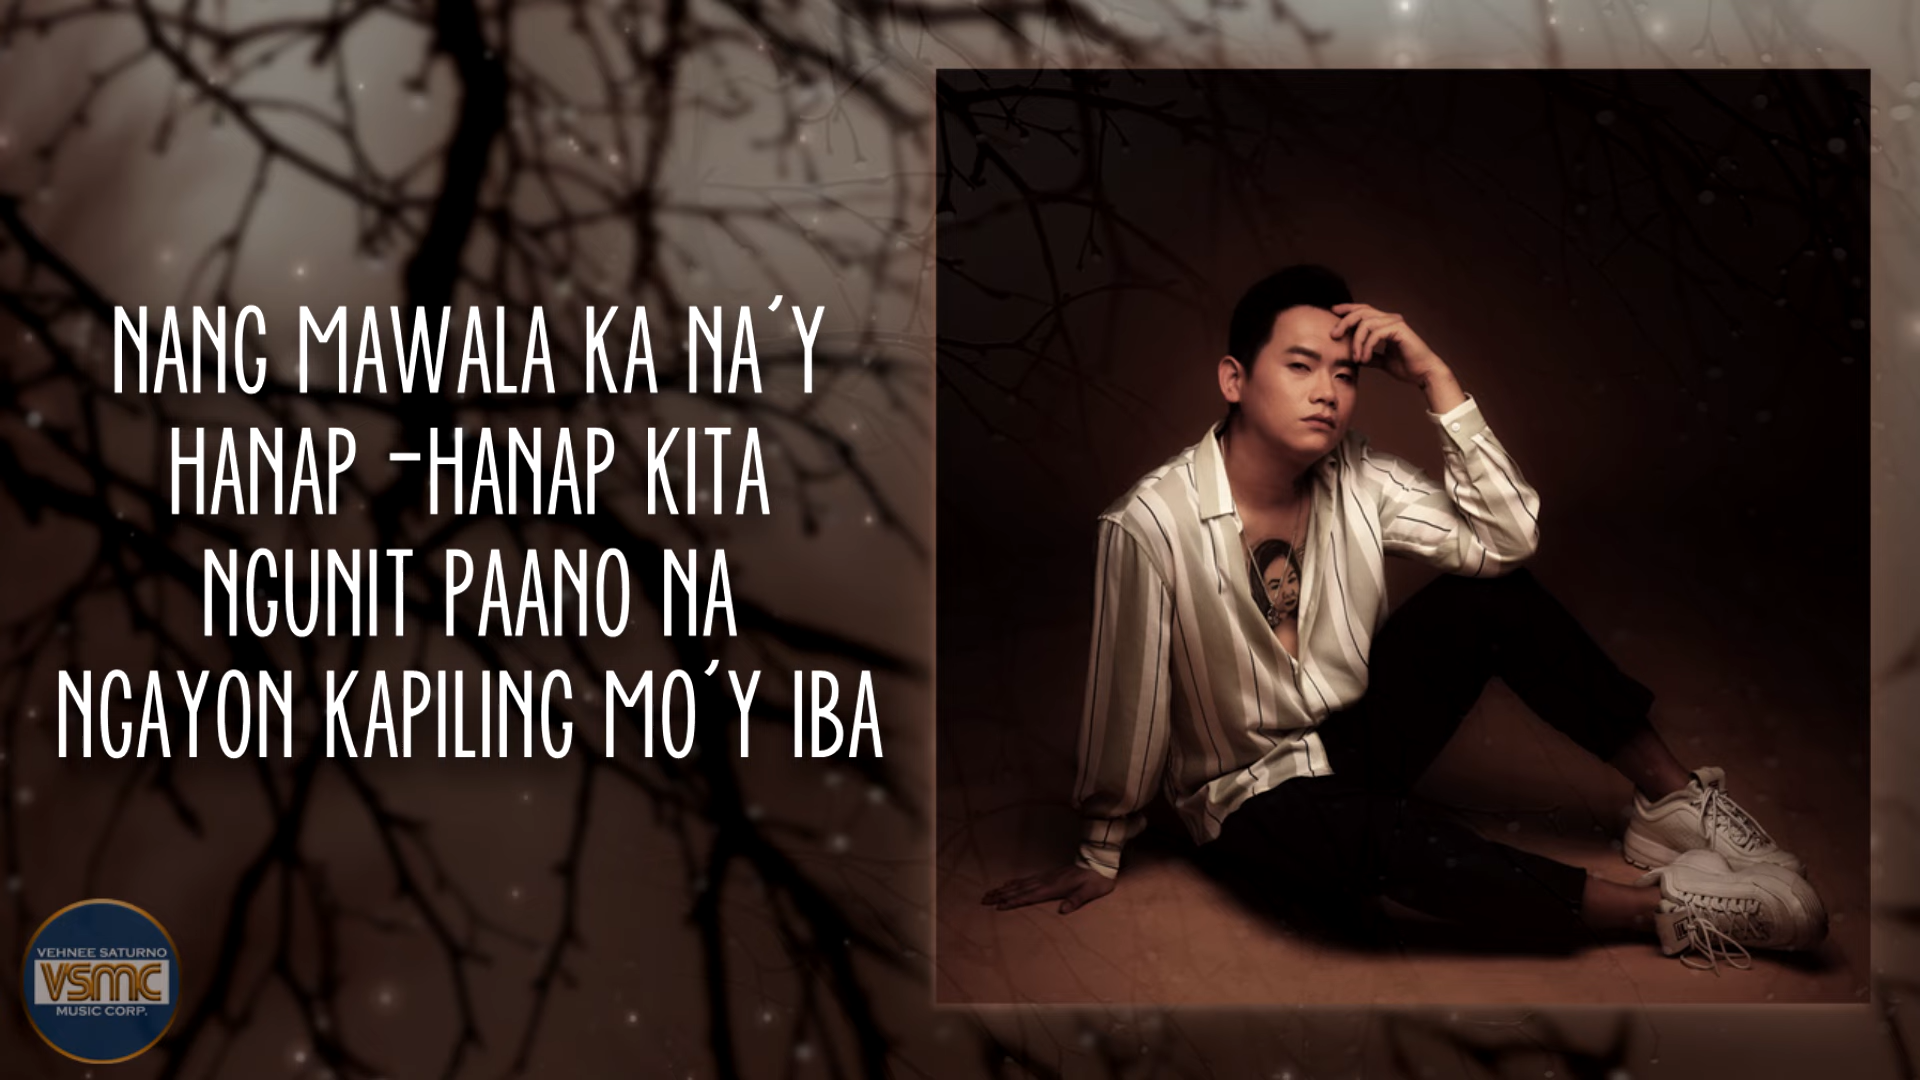 NANG MAWALA KA NA'Y
HANAP -HANAP KITA
NGUNIT PAANO NA
NGAYON KAPILING MO'Y IBA
VEHNEE SATURNO
VSMC
MUSIC CORP.